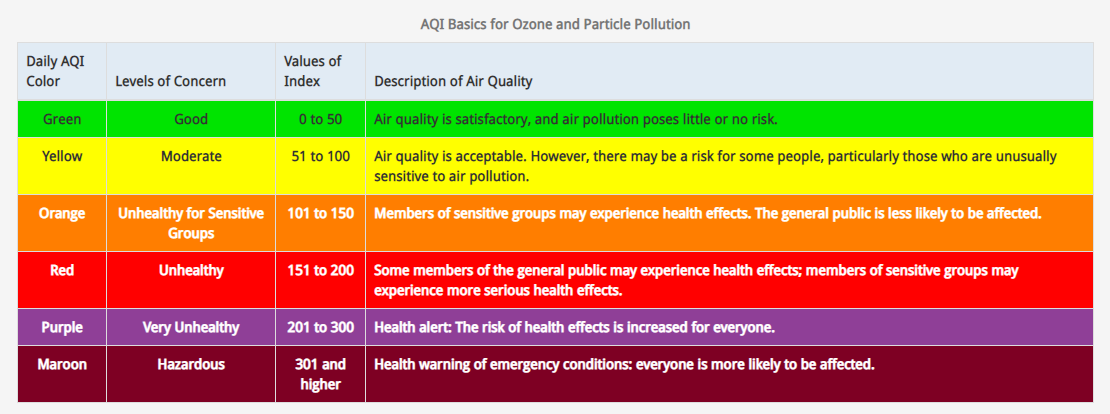 AQI Basics for Ozone and Particle Pollution
Daily AQI
Color
Levels of Concern
Values of
Index
Description of Air Quality
Green
Good
0 to 50
Air quality is satisfactory, and air pollution poses little or no risk.
Yellow
Moderate
51 to 100
Air quality is acceptable. However, there may be a risk for some people, particularly those who are unusually
sensitive to air pollution.
Orange
Unhealthy for Sensitive
Groups
101 to 150
Members of sensitive groups may experience health effects. The general public is less likely to be affected.
Red
Unhealthy
151 to 200
Some members of the general public may experience health effects; members of sensitive groups may
experience more serious health effects.
Purple
Very Unhealthy
201 to 300
Health alert: The risk of health effects is increased for everyone.
Maroon
Hazardous
301 and
higher
Health warning of emergency conditions: everyone is more likely to be affected.